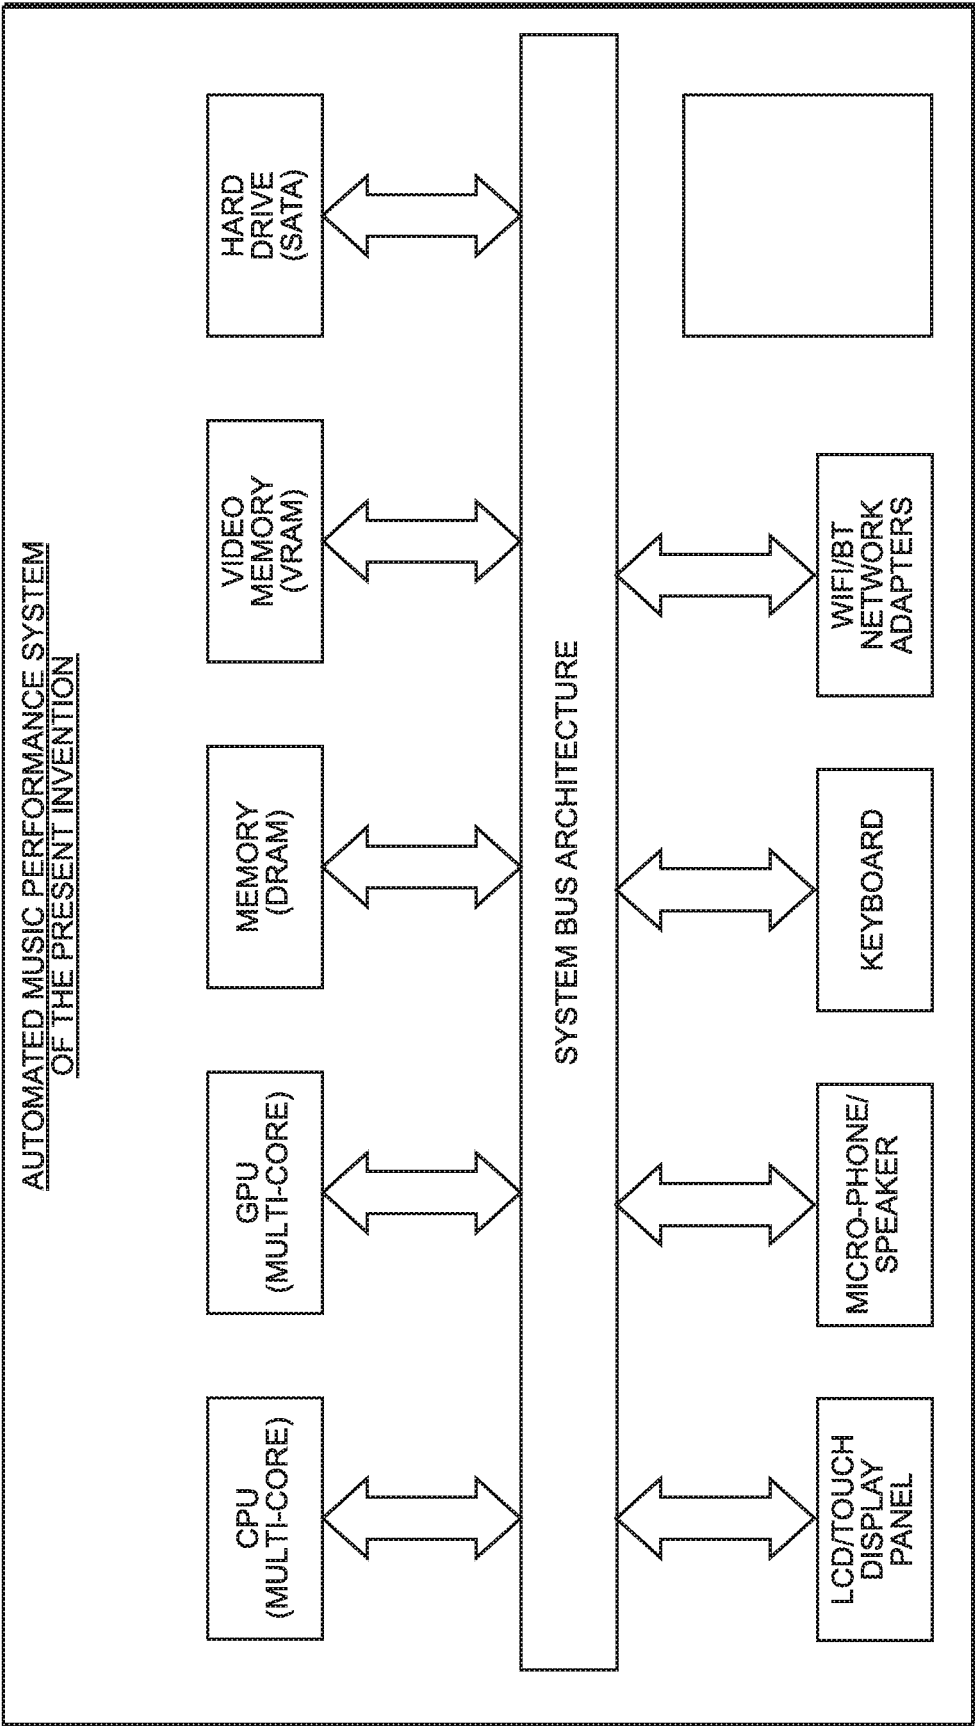 AUTOMATED MUSIC PERFORMANCE SYSTEM
OF THE PRESENT INVENTION
CPU
(MULTI-CORE)
GPU
(MULTI-CORE)
MEMORY
(DRAM)
VIDEO
MEMORY
(VRAM)
HARD
DRIVE
(SATA)
SYSTEM BUS ARCHITECTURE
LCD/TOUCH
DISPLAY
PANEL
MICRO-PHONE/
SPEAKER
KEYBOARD
WIFI/BT
NETWORK
ADAPTERS